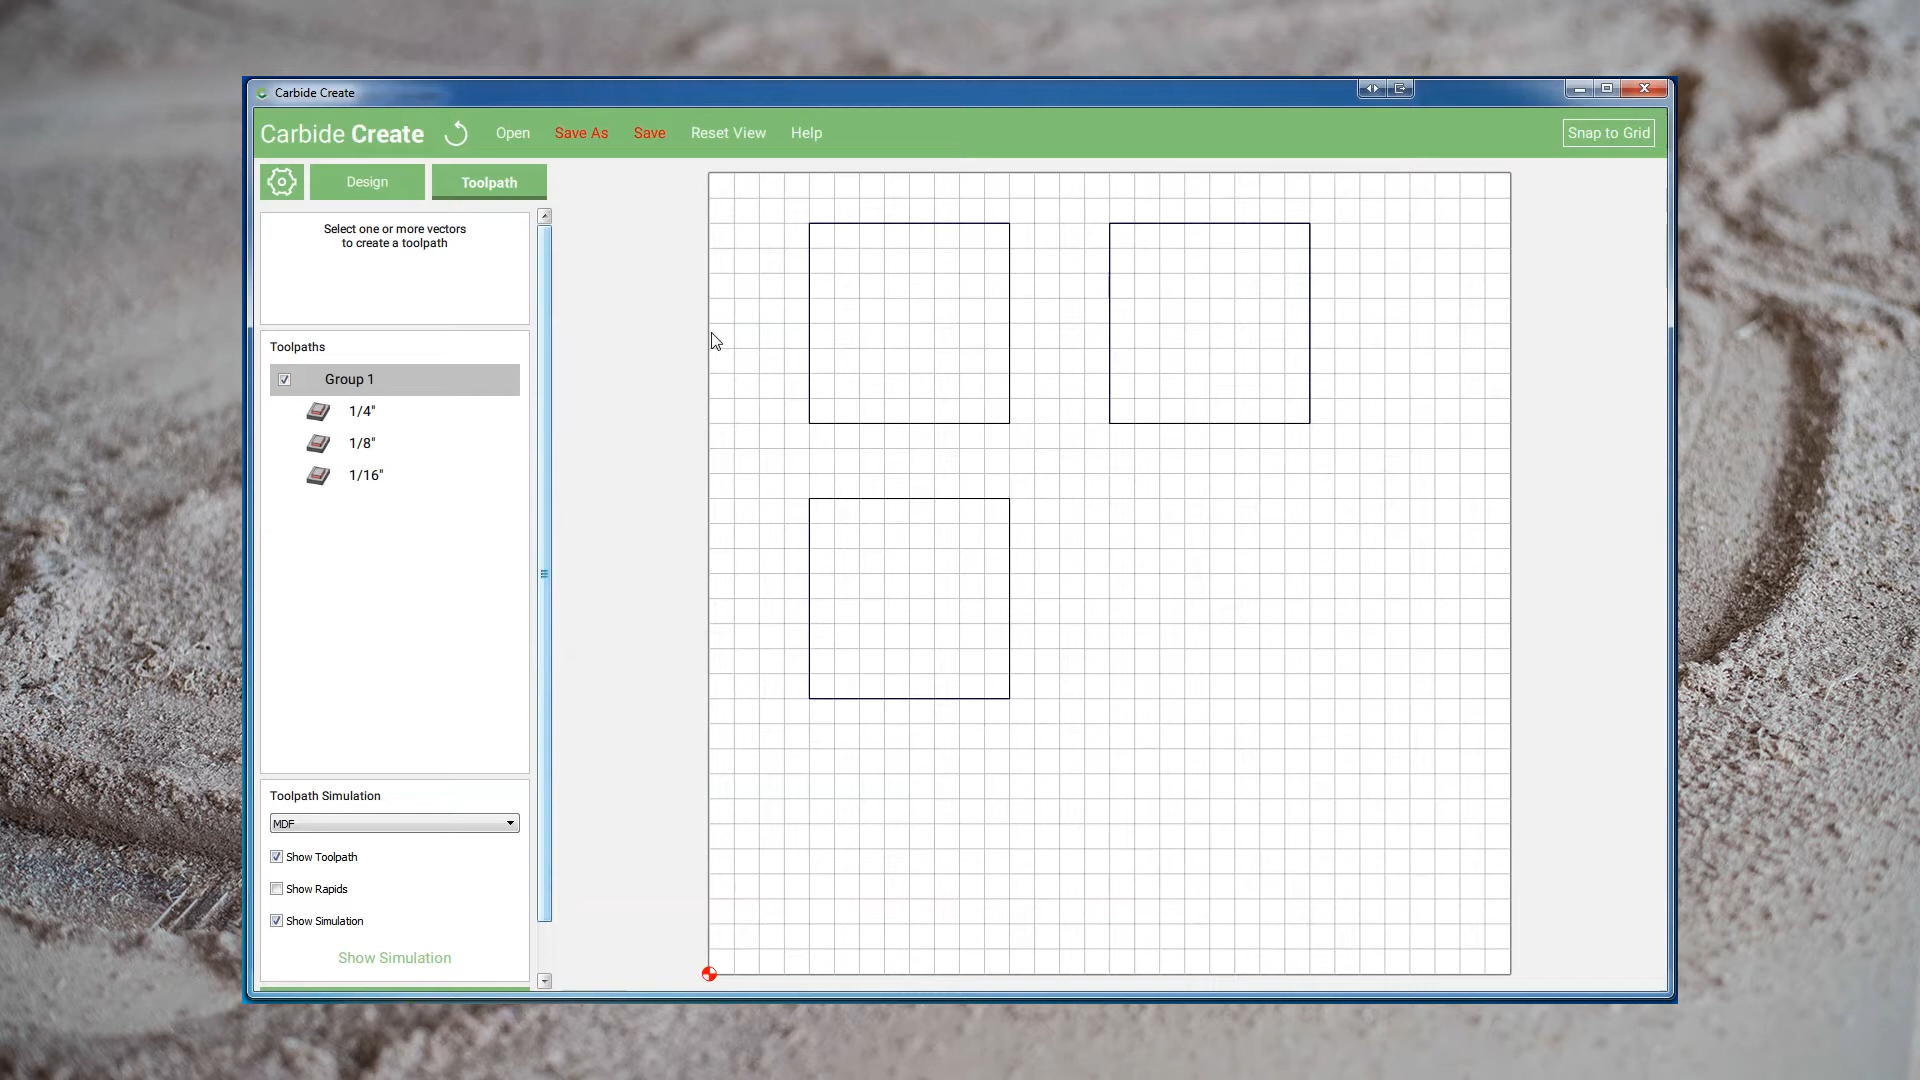 Carbide Create
Carbide Create Open Save As Save Reset View Help Snap to Grid
Design Toolpath
Select one or more vectors
to create a toolpath
Toolpaths
Group 1
1/4"
1/8"
1/16"
Toolpath Simulation
MDF
Show Toolpath
Show Rapids
Show Simulation
Show Simulation